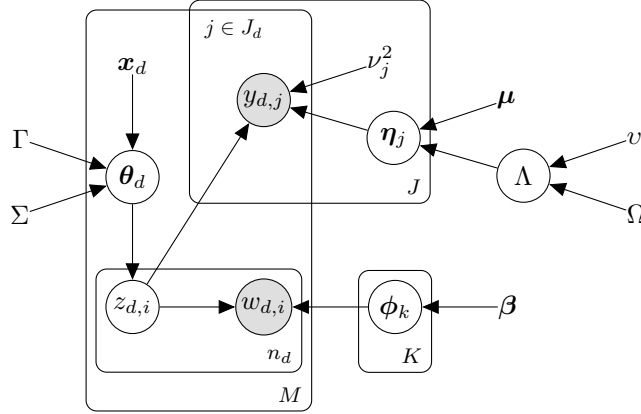 j ∈ J_d
𝒙_d
ν_j^2
y_{d,j}
𝝁
Γ
𝜼_j
υ
𝜽_d
Λ
J
Σ
Ω
z_{d,i}
w_{d,i}
𝝓_k
𝜷
n_d
K
M